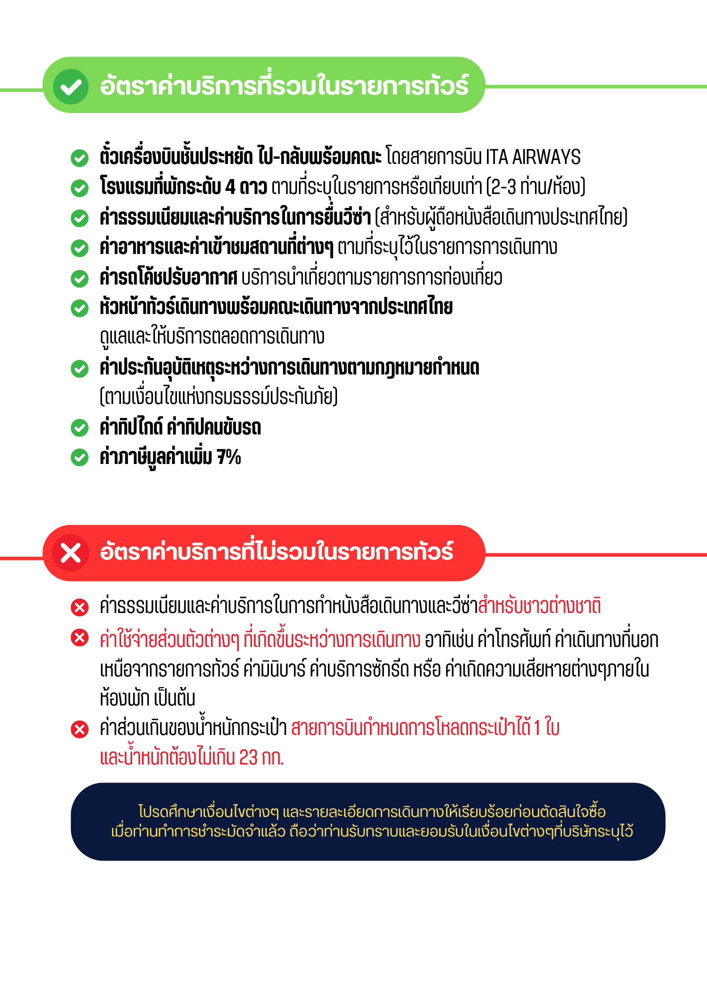 อัตราค่าบริการที่รวมในรายการทัวร์
ตั๋วเครื่องบินชั้นประหยัด ไป-กลับพร้อมคณะ โดยสายการบิน ITA AIRWAYS
โรงแรมที่พักระดับ 4 ดาว ตามที่ระบุในรายการหรือเทียบเท่า (2-3 ท่าน/ห้อง)
ค่าธรรมเนียมและค่าบริการในการยื่นวีซ่า (สำหรับผู้ถือหนังสือเดินทางประเทศไทย)
ค่าอาหารและค่าเข้าชมสถานที่ต่างๆ ตามที่ระบุไว้ในรายการการเดินทาง
ค่ารถโค้ชปรับอากาศ บริการนำเที่ยวตามรายการการท่องเที่ยว
หัวหน้าทัวร์เดินทางพร้อมคณะเดินทางจากประเทศไทย
ดูแลและให้บริการตลอดการเดินทาง
ค่าประกันอุบัติเหตุระหว่างการเดินทางตามกฎหมายกำหนด
(ตามเงื่อนไขแห่งกรมธรรม์ประกันภัย)
ค่าทิปไกด์ ค่าทิปคนขับรถ
ค่าภาษีมูลค่าเพิ่ม 7%
อัตราค่าบริการที่ไม่รวมในรายการทัวร์
ค่าธรรมเนียมและค่าบริการในการทำหนังสือเดินทางและวีซ่าสำหรับชาวต่างชาติ
ค่าใช้จ่ายส่วนตัวต่างๆ ที่เกิดขึ้นระหว่างการเดินทาง อาทิเช่น ค่าโทรศัพท์ ค่าเดินทางที่นอก
เหนือจากรายการทัวร์ ค่ามินิบาร์ ค่าบริการซักรีด หรือ ค่าเกิดความเสียหายต่างๆภายใน
ห้องพัก เป็นต้น
ค่าส่วนเกินของน้ำหนักกระเป๋า สายการบินกำหนดการโหลดกระเป๋าได้ 1 ใบ
และน้ำหนักต้องไม่เกิน 23 กก.
โปรดศึกษาเงื่อนไขต่างๆ และรายละเอียดการเดินทางให้เรียบร้อยก่อนตัดสินใจซื้อ
เมื่อท่านทำการชำระมัดจำแล้ว ถือว่าท่านรับทราบและยอมรับในเงื่อนไขต่างๆที่บริษัทระบุไว้